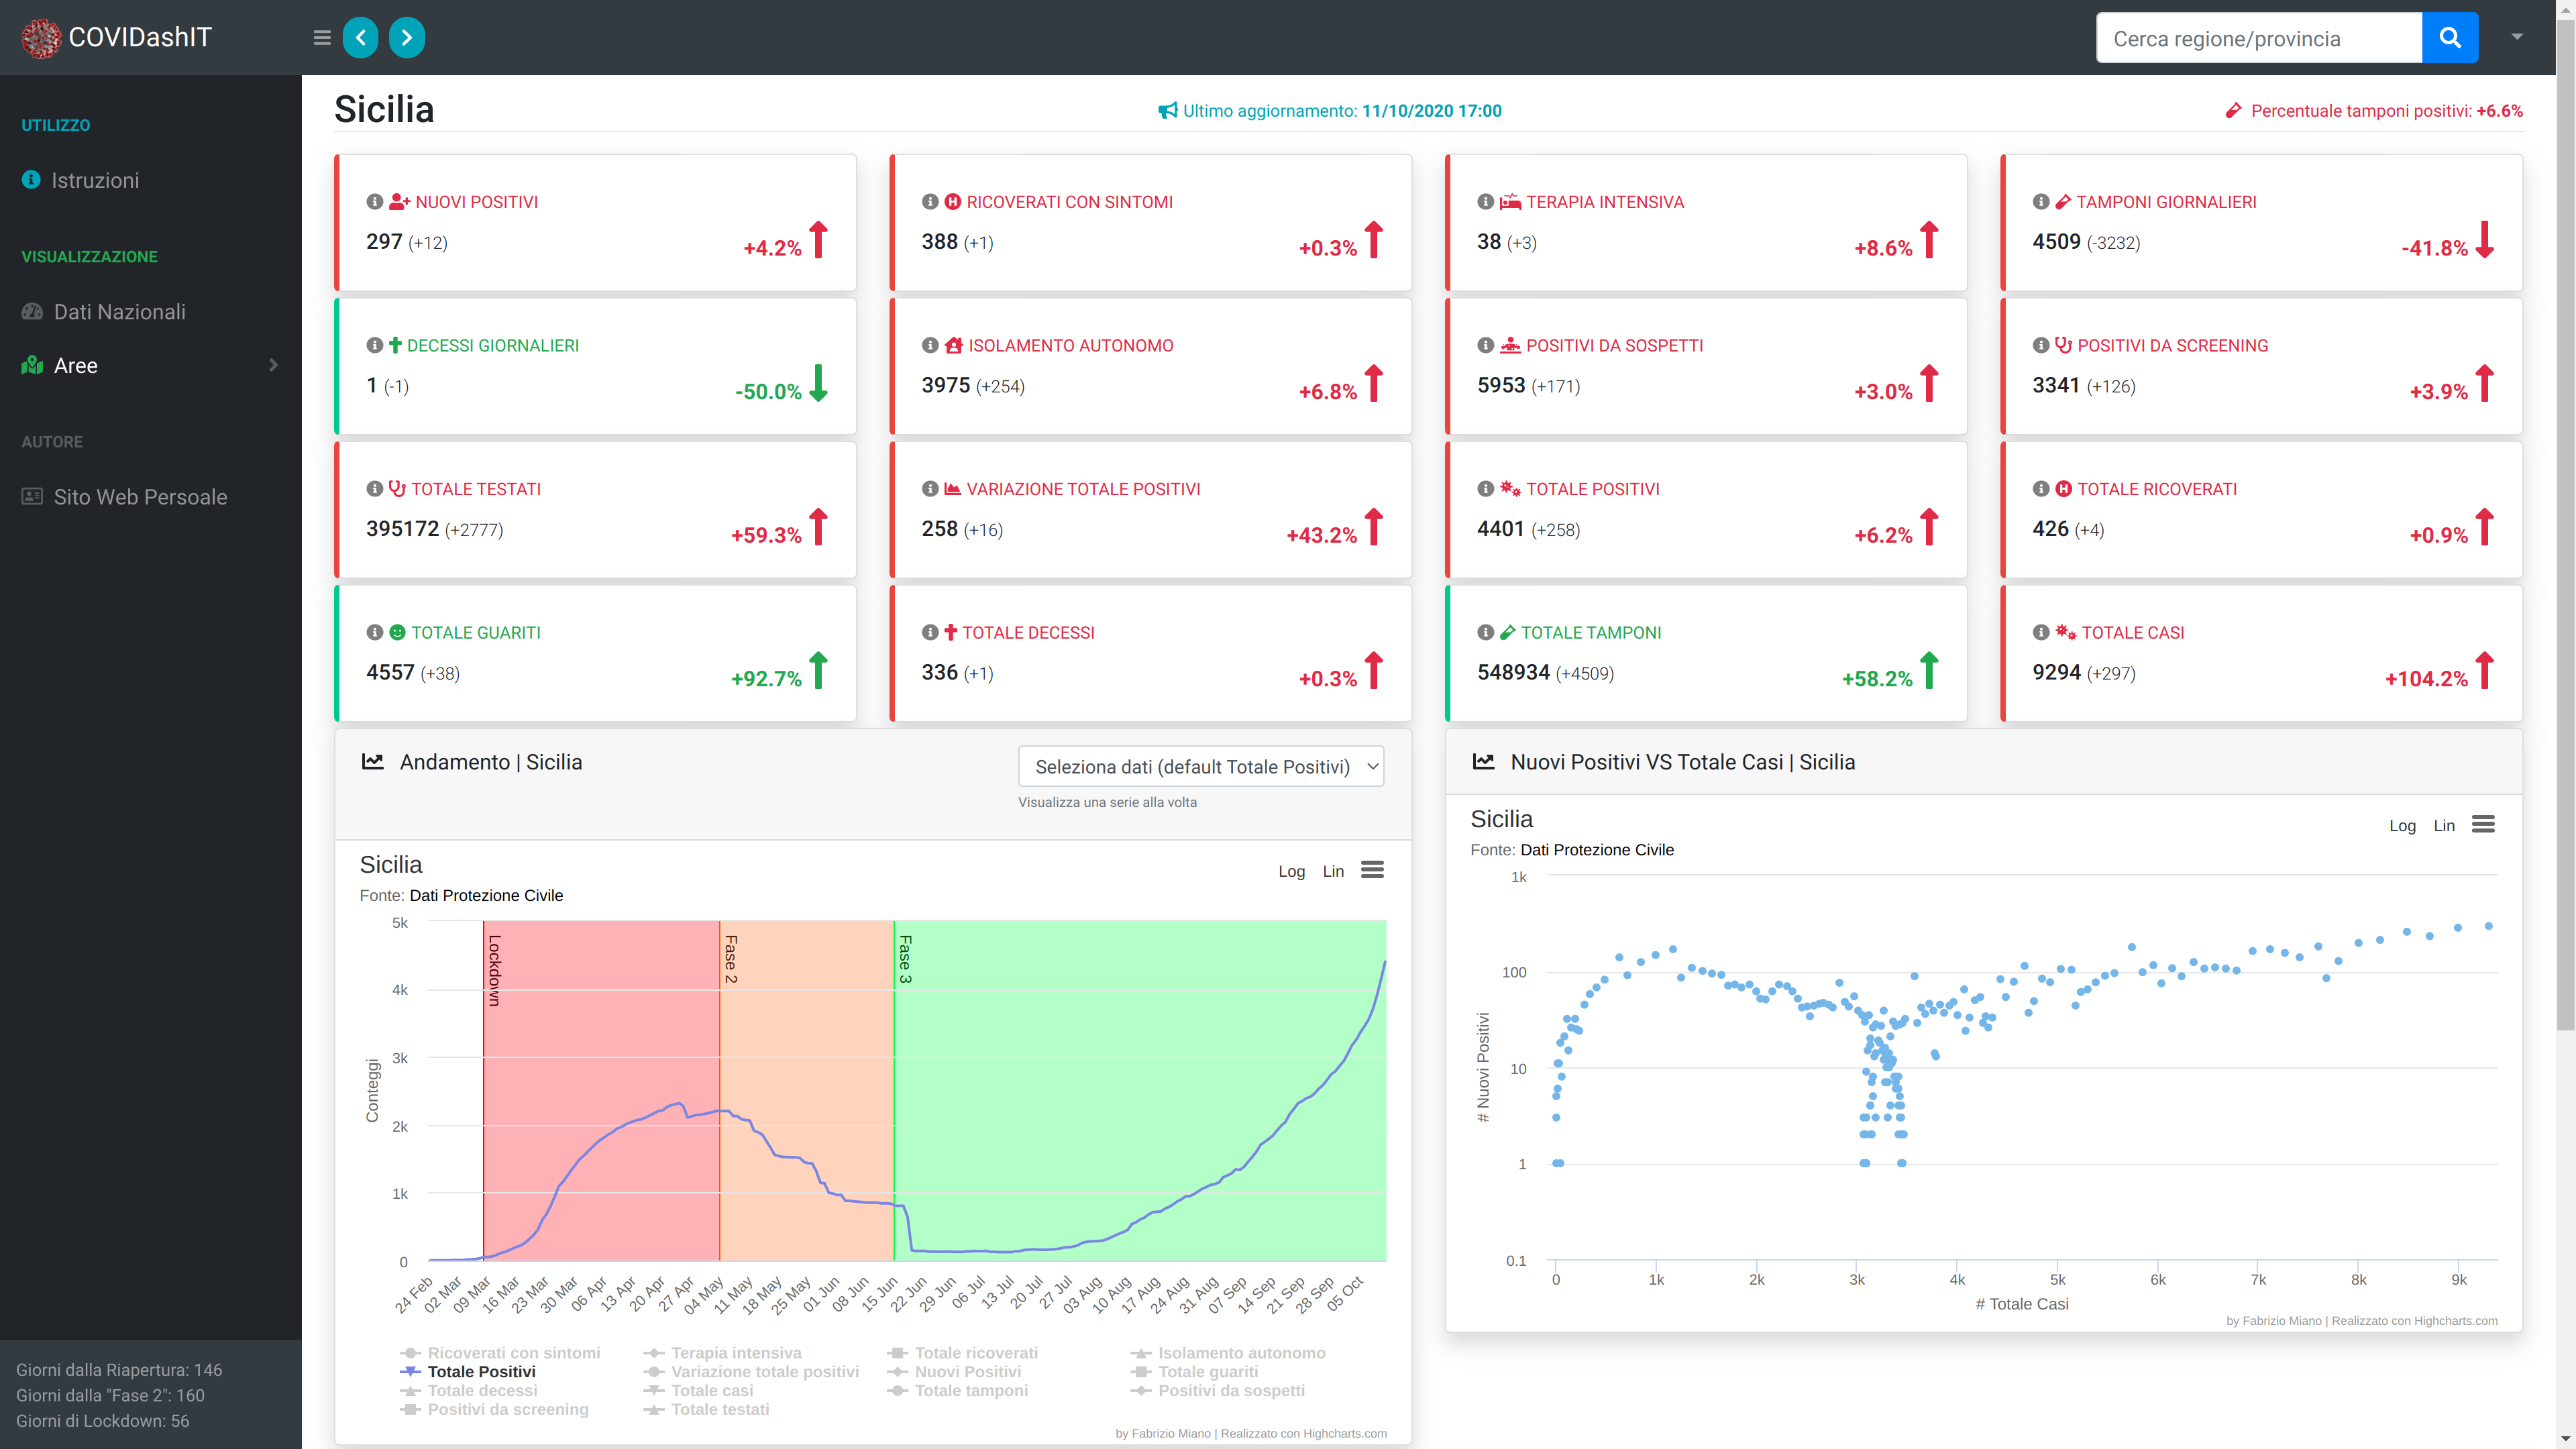 COVIDashIT
Cerca regione/provincia
UTILIZZO
Istruzioni
VISUALIZZAZIONE
Dati Nazionali
Aree
AUTORE
Sito Web Persoale
Giorni dalla Riapertura: 146
Giorni dalla "Fase 2": 160
Giorni di Lockdown: 56
Sicilia
Ultimo aggiornamento: 11/10/2020 17:00
Percentuale tamponi positivi: +6.6%
NUOVI POSITIVI
297 (+12)
+4.2%
RICOVERATI CON SINTOMI
388 (+1)
+0.3%
TERAPIA INTENSIVA
38 (+3)
+8.6%
TAMPONI GIORNALIERI
4509 (-3232)
-41.8%
DECESSI GIORNALIERI
1 (-1)
-50.0%
ISOLAMENTO AUTONOMO
3975 (+254)
+6.8%
POSITIVI DA SOSPETTI
5953 (+171)
+3.0%
POSITIVI DA SCREENING
3341 (+126)
+3.9%
TOTALE TESTATI
395172 (+2777)
+59.3%
VARIAZIONE TOTALE POSITIVI
258 (+16)
+43.2%
TOTALE POSITIVI
4401 (+258)
+6.2%
TOTALE RICOVERATI
426 (+4)
+0.9%
TOTALE GUARITI
4557 (+38)
+92.7%
TOTALE DECESSI
336 (+1)
+0.3%
TOTALE TAMPONI
548934 (+4509)
+58.2%
TOTALE CASI
9294 (+297)
+104.2%
Andamento | Sicilia
Seleziona dati (default Totale Positivi)
Visualizza una serie alla volta
Sicilia
Log Lin
Fonte: Dati Protezione Civile
Conteggi
5k
4k
3k
2k
1k
0
Lockdown
Fase 2
Fase 3
24 Feb
02 Mar
09 Mar
16 Mar
23 Mar
30 Mar
06 Apr
13 Apr
20 Apr
27 Apr
04 May
11 May
18 May
25 May
01 Jun
08 Jun
15 Jun
22 Jun
29 Jun
06 Jul
13 Jul
20 Jul
27 Jul
03 Aug
10 Aug
17 Aug
24 Aug
31 Aug
07 Sep
14 Sep
21 Sep
28 Sep
05 Oct
Ricoverati con sintomi Terapia intensiva Totale ricoverati Isolamento autonomo
Totale Positivi Variazione totale positivi Nuovi Positivi Totale guariti
Totale decessi Totale casi Totale tamponi Positivi da sospetti
Positivi da screening Totale testati
by Fabrizio Miano | Realizzato con Highcharts.com
Nuovi Positivi VS Totale Casi | Sicilia
Sicilia
Log Lin
Fonte: Dati Protezione Civile
# Nuovi Positivi
1k
100
10
1
0.1
0 1k 2k 3k 4k 5k 6k 7k 8k 9k
# Totale Casi
by Fabrizio Miano | Realizzato con Highcharts.com